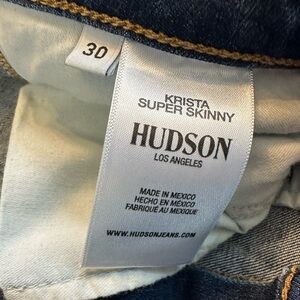 30
KRISTA
SUPER SKINNY
HUDSON
LOS ANGELES
MADE IN MEXICO
HECHO EN MÉXICO
FABRIQUÉ AU MEXIQUE
WWW.HUDSONJEANS.COM